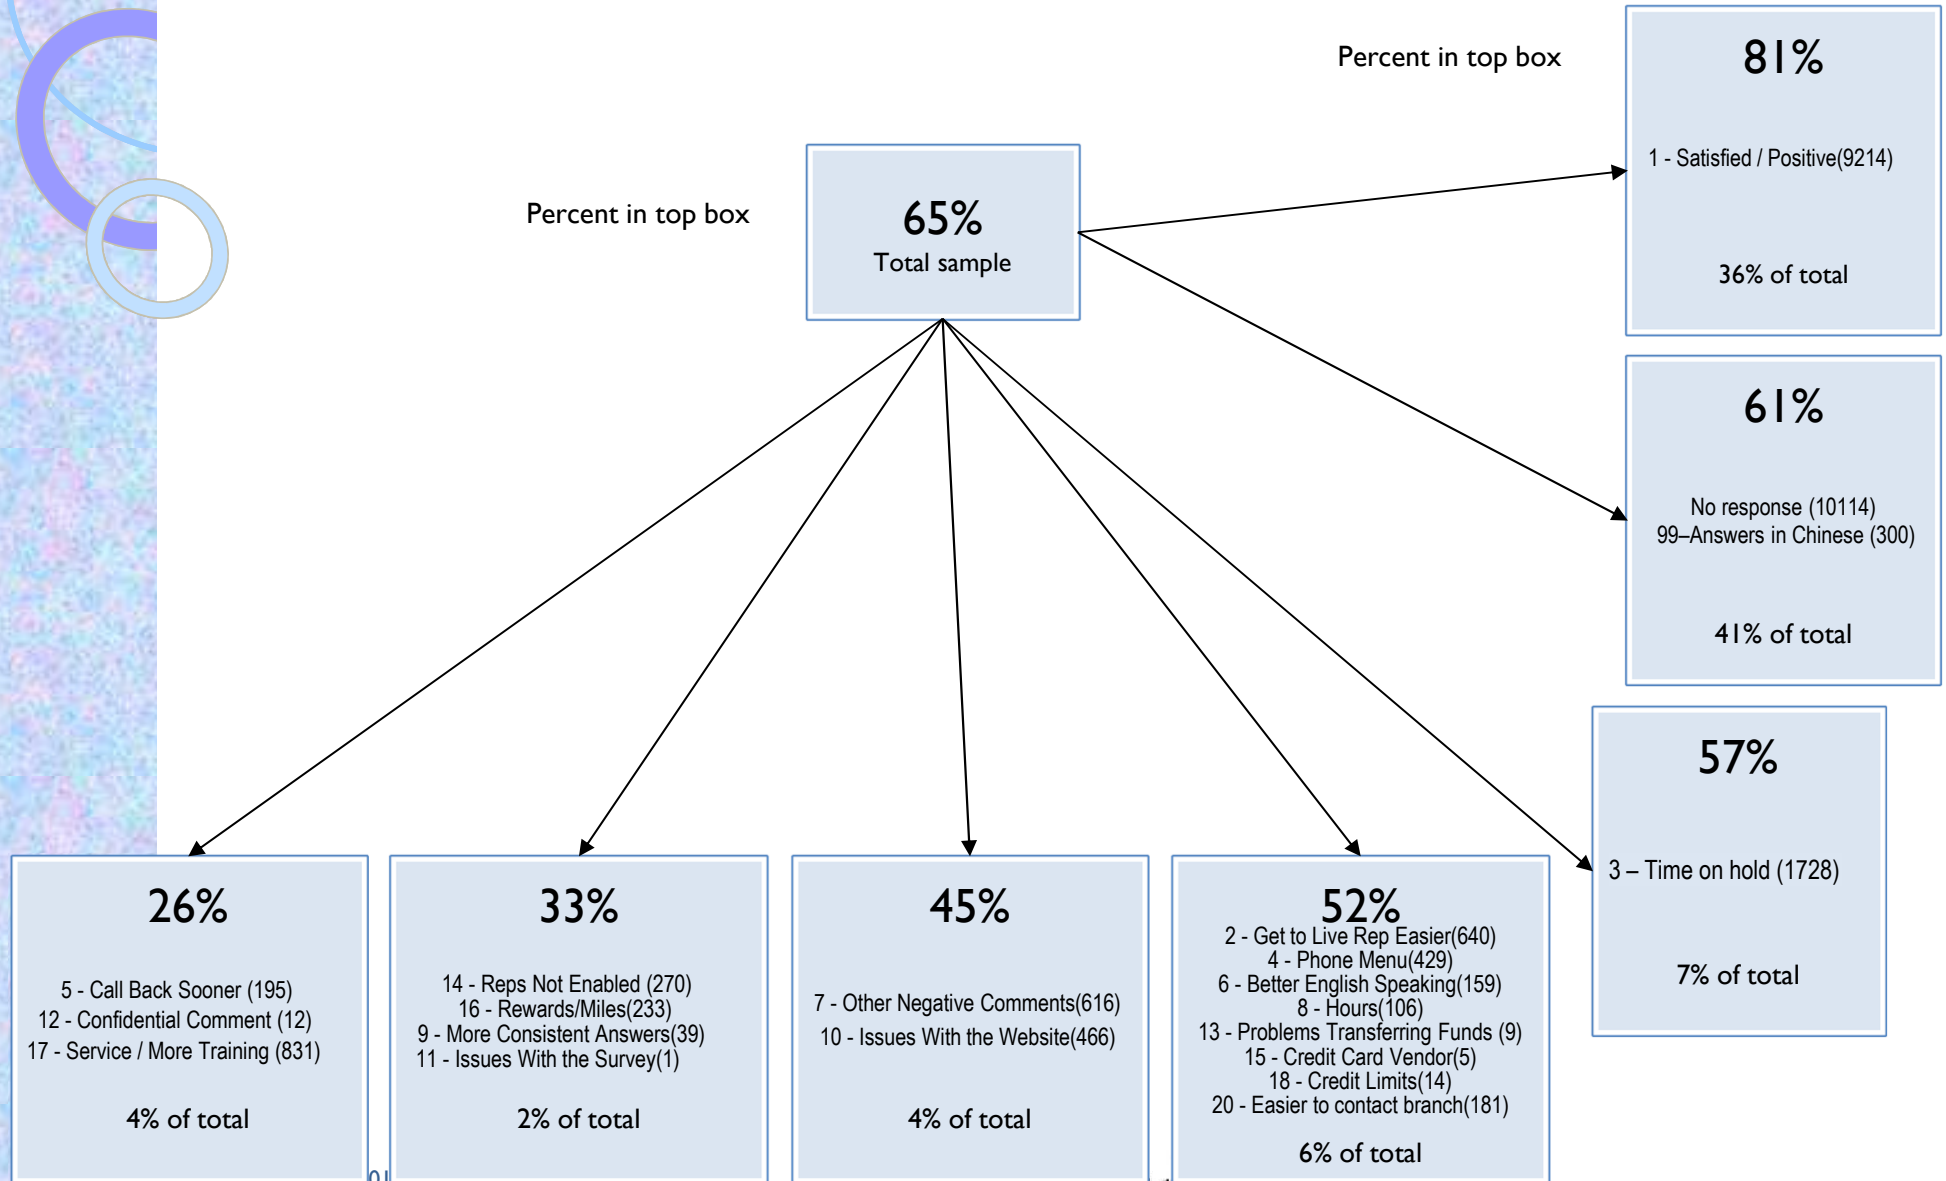 Percent in top box
81%
1 - Satisfied / Positive(9214)
36% of total
Percent in top box
65%
Total sample
61%
No response (10114)
99–Answers in Chinese (300)
41% of total
57%
3 – Time on hold (1728)
7% of total
26%
5 - Call Back Sooner (195)
12 - Confidential Comment (12)
17 - Service / More Training (831)
4% of total
33%
14 - Reps Not Enabled (270)
16 - Rewards/Miles(233)
9 - More Consistent Answers(39)
11 - Issues With the Survey(1)
2% of total
45%
7 - Other Negative Comments(616)
10 - Issues With the Website(466)
4% of total
52%
2 - Get to Live Rep Easier(640)
4 - Phone Menu(429)
6 - Better English Speaking(159)
8 - Hours(106)
13 - Problems Transferring Funds (9)
15 - Credit Card Vendor(5)
18 - Credit Limits(14)
20 - Easier to contact branch(181)
6% of total